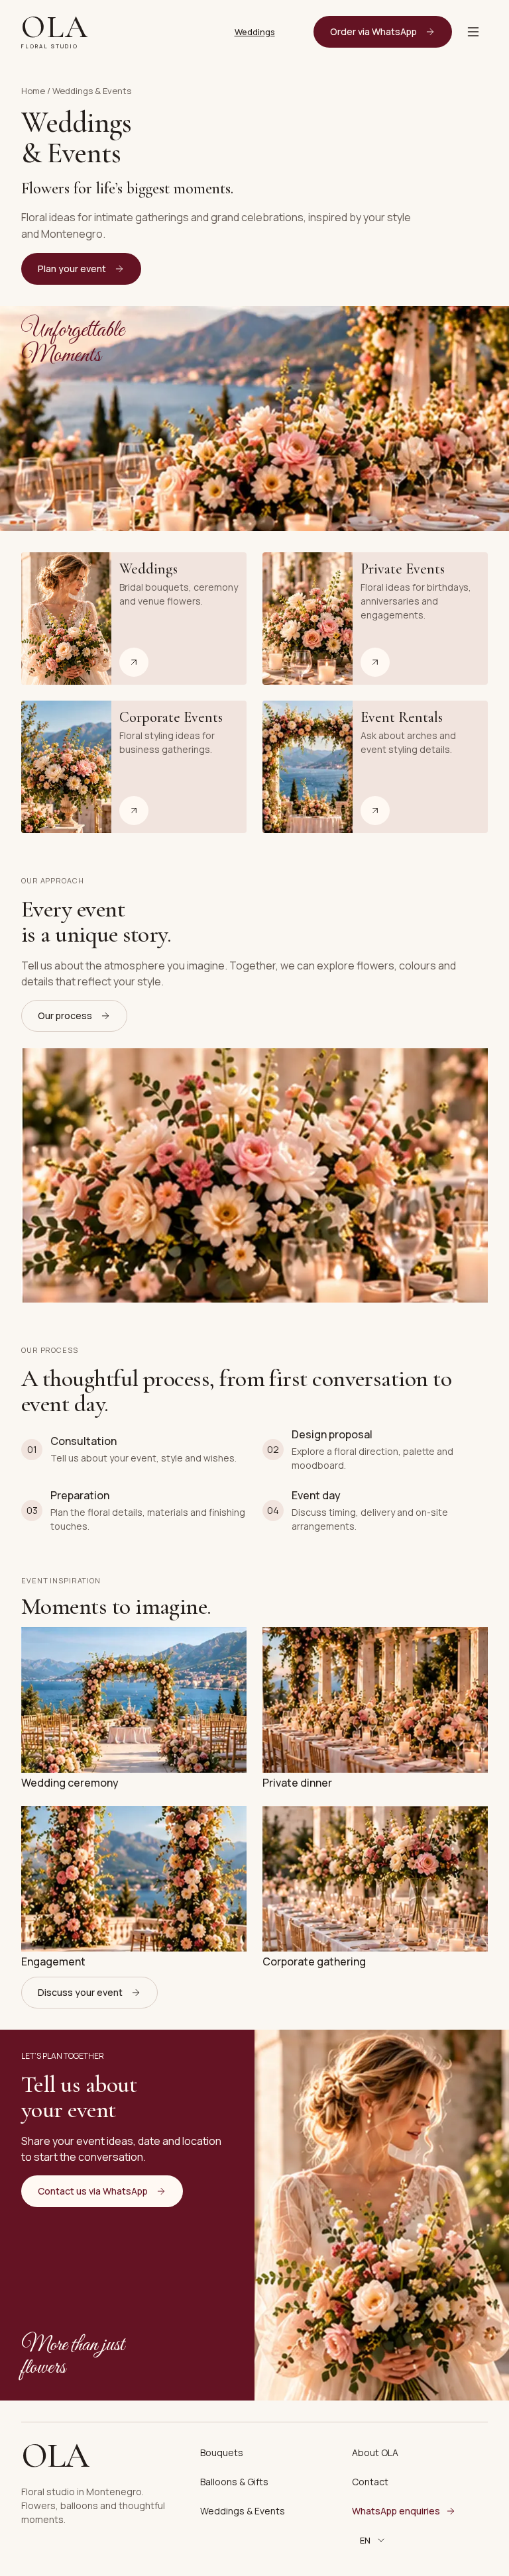 OLA
FLORAL STUDIO
Weddings
Order via WhatsApp
Home / Weddings & Events
Weddings
& Events
Flowers for life's biggest moments.
Floral ideas for intimate gatherings and grand celebrations, inspired by your style
and Montenegro.
Plan your event
Unforgettable
Moments
Weddings
Bridal bouquets, ceremony
and venue flowers.
Private Events
Floral ideas for birthdays,
anniversaries and
engagements.
Corporate Events
Floral styling ideas for
business gatherings.
Event Rentals
Ask about arches and
event styling details.
OUR APPROACH
Every event
is a unique story.
Tell us about the atmosphere you imagine. Together, we can explore flowers, colours and
details that reflect your style.
Our process
OUR PROCESS
A thoughtful process, from first conversation to
event day.
01
Consultation
Tell us about your event, style and wishes.
02
Design proposal
Explore a floral direction, palette and
moodboard.
03
Preparation
Plan the floral details, materials and finishing
touches.
04
Event day
Discuss timing, delivery and on-site
arrangements.
EVENT INSPIRATION
Moments to imagine.
Wedding ceremony
Private dinner
Engagement
Corporate gathering
Discuss your event
LET'S PLAN TOGETHER
Tell us about
your event
Share your event ideas, date and location
to start the conversation.
Contact us via WhatsApp
More than just
flowers
OLA
Floral studio in Montenegro.
Flowers, balloons and thoughtful
moments.
Bouquets
Balloons & Gifts
Weddings & Events
About OLA
Contact
WhatsApp enquiries
EN